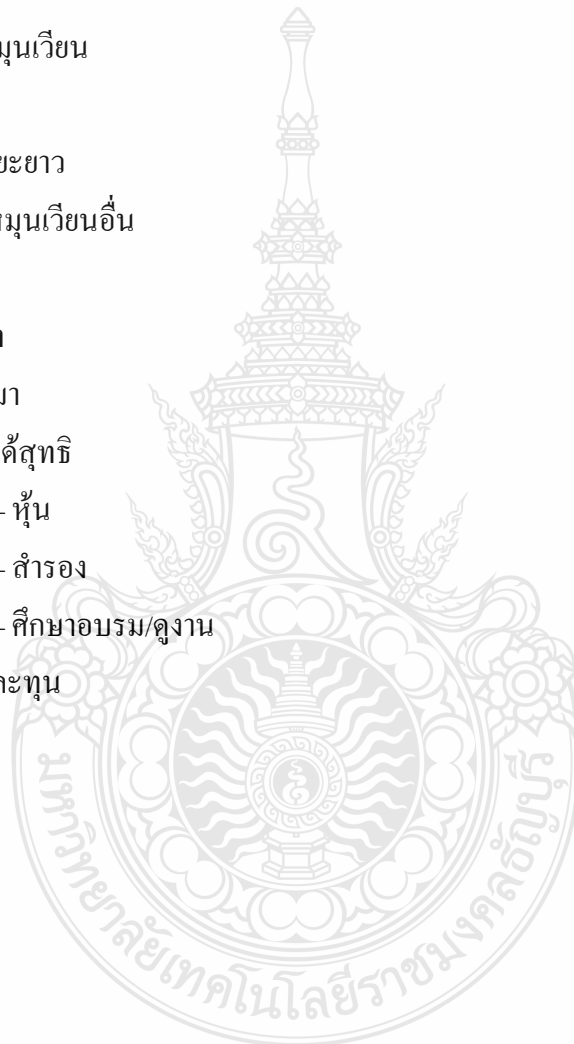 มุนเวียน
ยะยาว
มุนเวียนอื่น
มา
ด้สุทธิ
- หุ้น
- สำรอง
- ศึกษาอบรม/ดูงาน
ละทุน
มหาวิทยาลัยเทคโนโลยีราชมงคลธัญบุรี